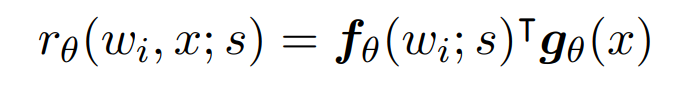 r_θ(w_i, x; s) = f_θ(w_i; s)^⊤ g_θ(x)